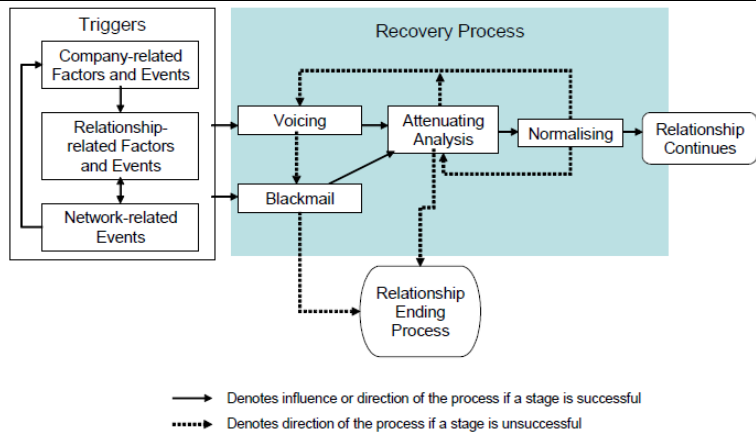 Triggers
Company-related
Factors and Events
Relationship-
related Factors
and Events
Network-related
Events
Recovery Process
Voicing
Blackmail
Attenuating
Analysis
Normalising
Relationship
Continues
Relationship
Ending
Process
Denotes influence or direction of the process if a stage is successful
Denotes direction of the process if a stage is unsuccessful